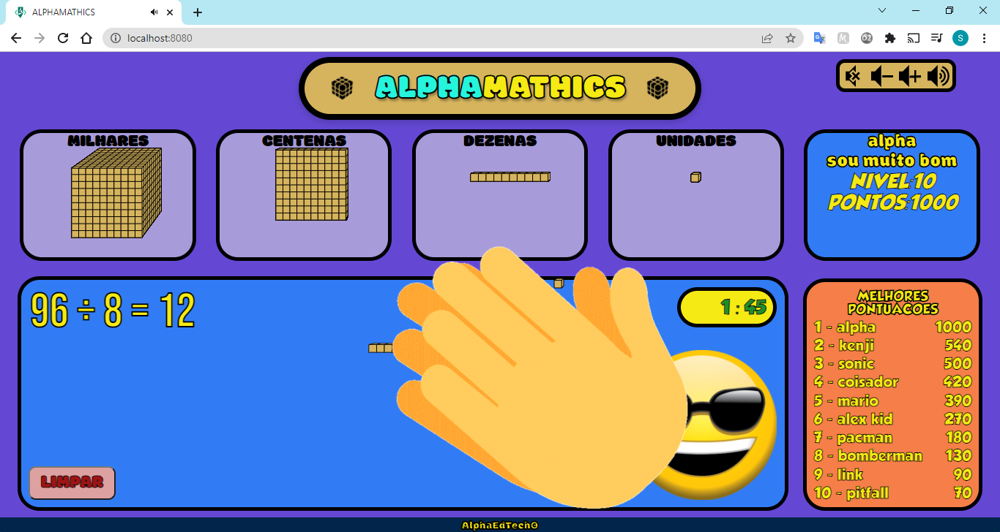 ALPHAMATHICS
localhost:8080
ALPHAMATHICS
MILHARES
CENTENAS
DEZENAS
UNIDADES
alpha
sou muito bom
NIVEL:10
PONTOS:1000
96 ÷ 8 = 12
1:45
LIMPAR
MELHORES
PONTUACOES
1 - alpha 1000
2 - kenji 540
3 - sonic 500
4 - coisador 420
5 - mario 390
6 - alex kid 270
7 - pacman 180
8 - bomberman 130
9 - link 90
10 - pitfall 70
S
AlphaEdTech©